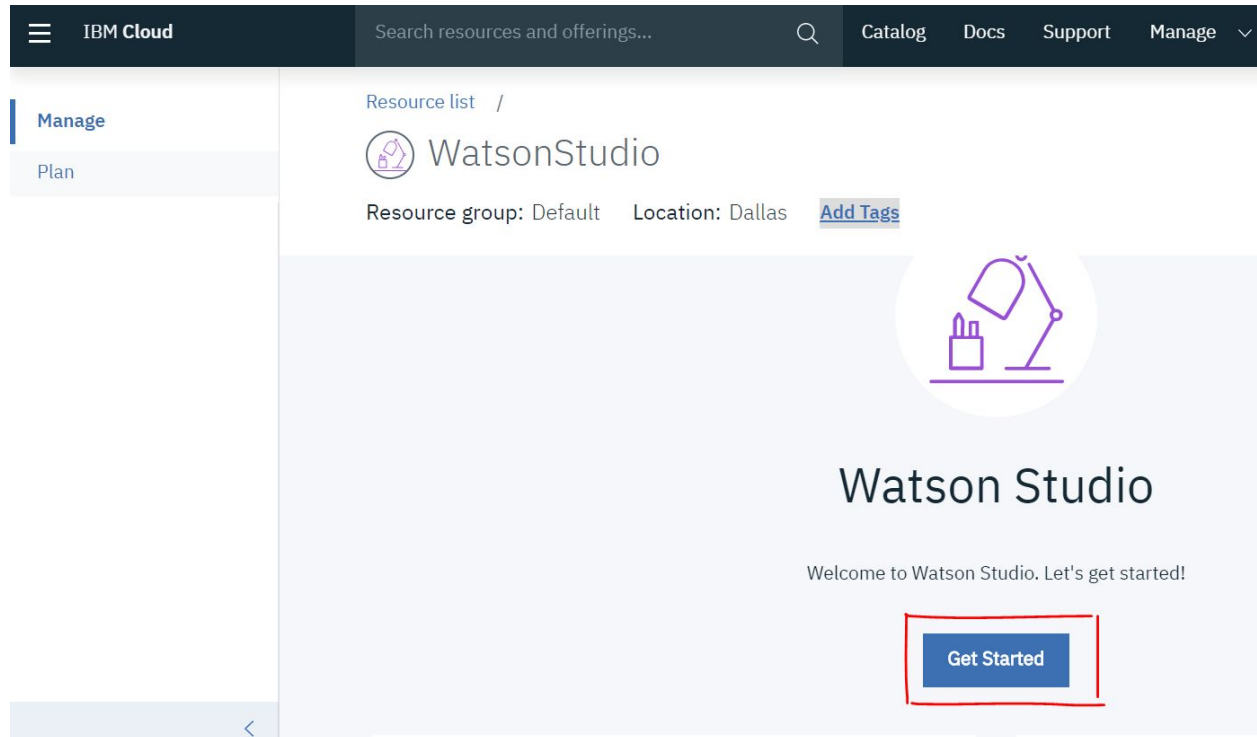 IBM Cloud Search resources and offerings... Catalog Docs Support Manage
Manage
Plan
Resource list /
WatsonStudio
Resource group: Default Location: Dallas Add Tags
Watson Studio
Welcome to Watson Studio. Let's get started!
Get Started